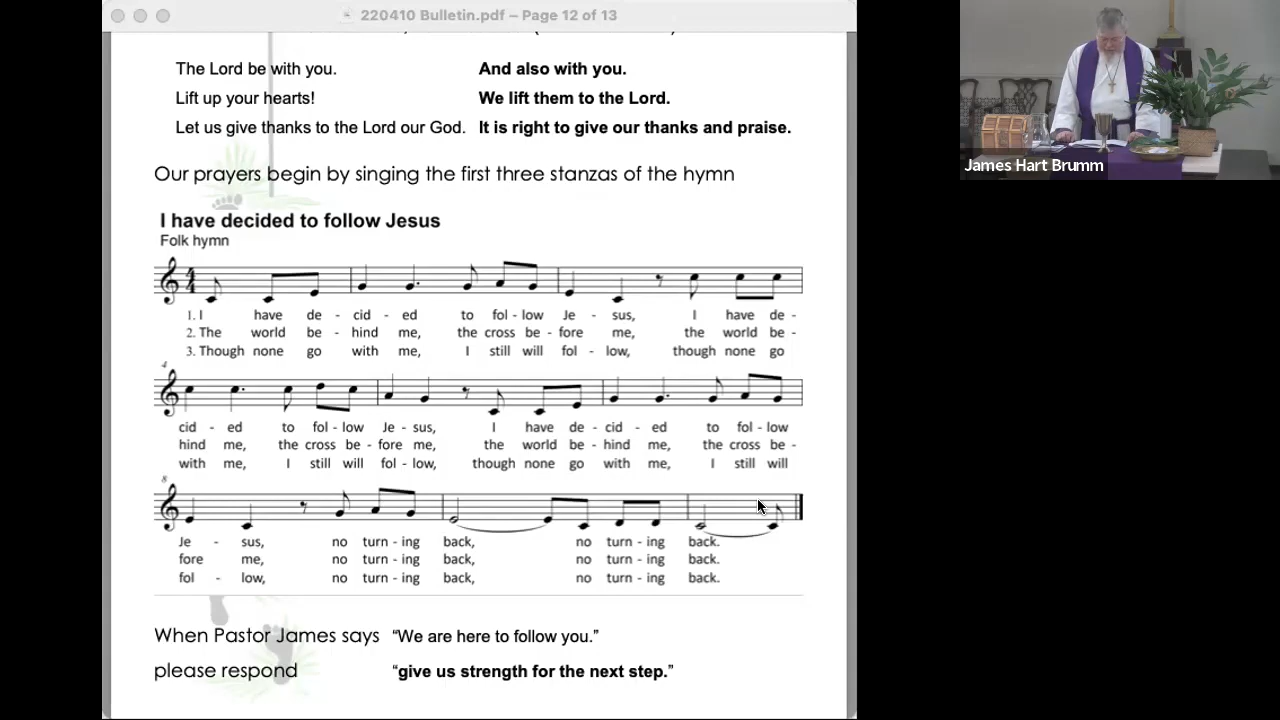 220410 Bulletin.pdf – Page 12 of 13
The Lord be with you. And also with you.
Lift up your hearts! We lift them to the Lord.
Let us give thanks to the Lord our God. It is right to give our thanks and praise.
Our prayers begin by singing the first three stanzas of the hymn
I have decided to follow Jesus
Folk hymn
1. I have de - cid - ed to fol - low Je - sus, I have de -
2. The world be - hind me, the cross be - fore me, the world be -
3. Though none go with me, I still will fol - low, though none go
4
cid - ed to fol - low Je - sus, I have de - cid - ed to fol - low
hind me, the cross be - fore me, the world be - hind me, the cross be -
with me, I still will fol - low, though none go with me, I still will
8
Je - sus, no turn - ing back, no turn - ing back.
fore me, no turn - ing back, no turn - ing back.
fol - low, no turn - ing back, no turn - ing back.
When Pastor James says “We are here to follow you.”
please respond “give us strength for the next step.”
James Hart Brumm